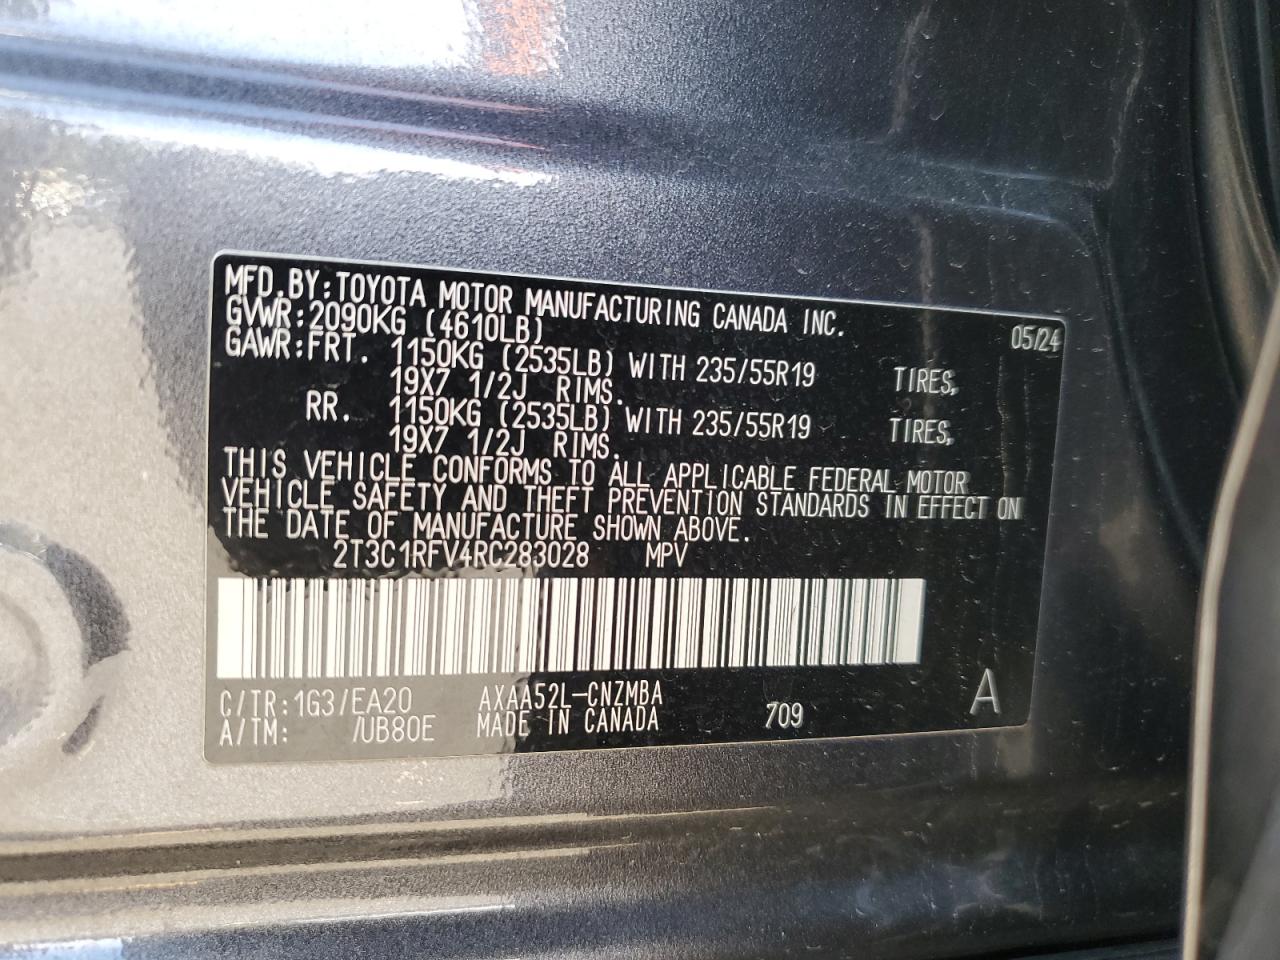 MFD.BY:TOYOTA MOTOR MANUFACTURING CANADA INC.
GVWR:2090KG (4610LB) 05/24
GAWR:FRT. 1150KG (2535LB) WITH 235/55R19 TIRES,
19X7 1/2J RIMS.
RR. 1150KG (2535LB) WITH 235/55R19 TIRES,
19X7 1/2J RIMS.
THIS VEHICLE CONFORMS TO ALL APPLICABLE FEDERAL MOTOR
VEHICLE SAFETY AND THEFT PREVENTION STANDARDS IN EFFECT ON
THE DATE OF MANUFACTURE SHOWN ABOVE.
2T3C1RFV4RC283028 MPV
C/TR:1G3/EA20 AXAA52L-CNZMBA
A/TM: /UB80E MADE IN CANADA 709 A